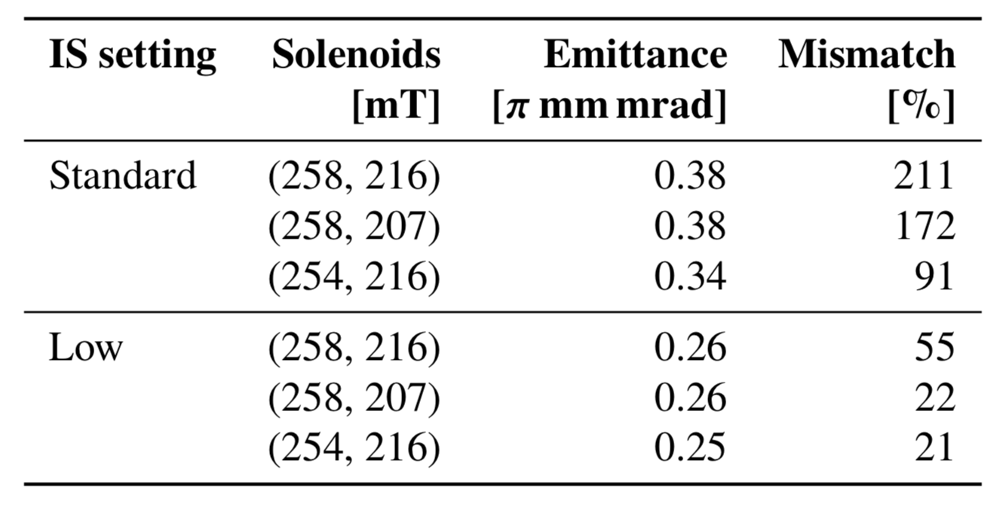 IS setting Solenoids Emittance Mismatch
[mT] [π mm mrad] [%]
Standard (258, 216) 0.38 211
(258, 207) 0.38 172
(254, 216) 0.34 91
Low (258, 216) 0.26 55
(258, 207) 0.26 22
(254, 216) 0.25 21